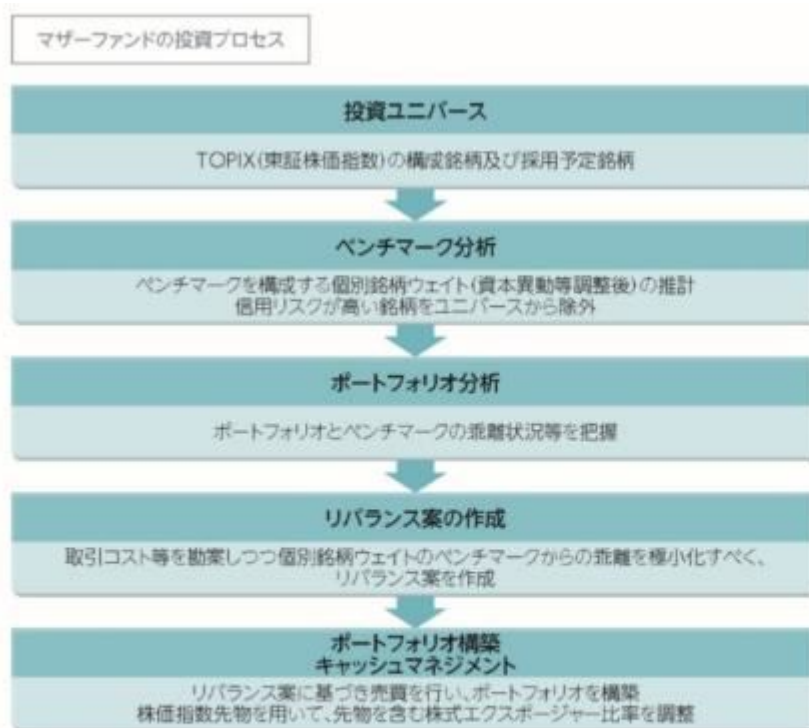 マザーファンドの投資プロセス
投資ユニバース
TOPIX(東証株価指数)の構成銘柄及び採用予定銘柄
ベンチマーク分析
ベンチマークを構成する個別銘柄ウェイト(資本異動等調整後)の推計
信用リスクが高い銘柄をユニバースから除外
ポートフォリオ分析
ポートフォリオとベンチマークの乖離状況等を把握
リバランス案の作成
取引コスト等を勘案しつつ個別銘柄ウェイトのベンチマークからの乖離を極小化すべく、
リバランス案を作成
ポートフォリオ構築
キャッシュマネジメント
リバランス案に基づき売買を行い、ポートフォリオを構築
株価指数先物を用いて、先物を含む株式エクスポージャー比率を調整